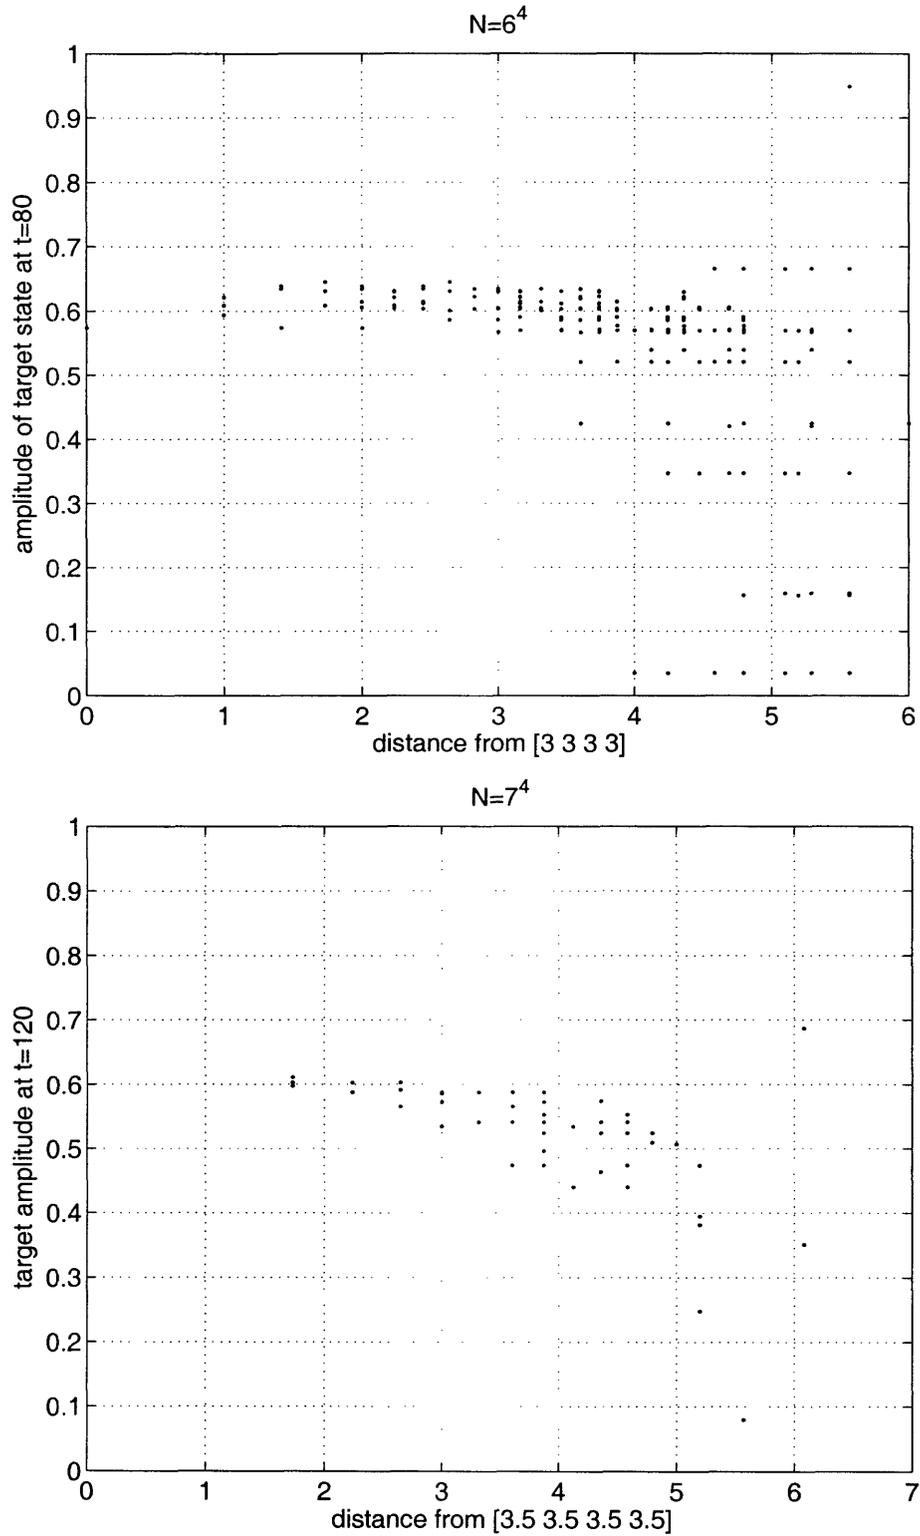 N=6^4
1
0.9
0.8
0.7
0.6
0.5
0.4
0.3
0.2
0.1
0
amplitude of target state at t=80
0 1 2 3 4 5 6
distance from [3 3 3 3]
N=7^4
1
0.9
0.8
0.7
0.6
0.5
0.4
0.3
0.2
0.1
0
target amplitude at t=120
0 1 2 3 4 5 6 7
distance from [3.5 3.5 3.5 3.5]